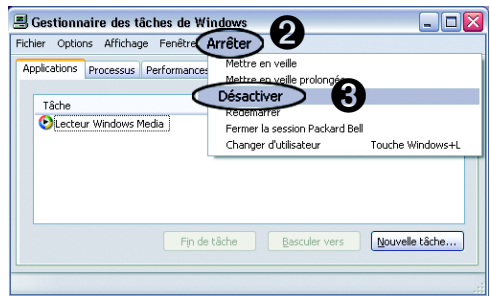 Gestionnaire des tâches de Windows
Fichier Options Affichage Fenêtre Arrêter 2
Applications Processus Performances
Mettre en veille
Mettre en veille prolongée
Désactiver 3
Redémarrer
Fermer la session Packard Bell
Changer d'utilisateur Touche Windows+L
Tâche
Lecteur Windows Media
Fin de tâche Basculer vers Nouvelle tâche...